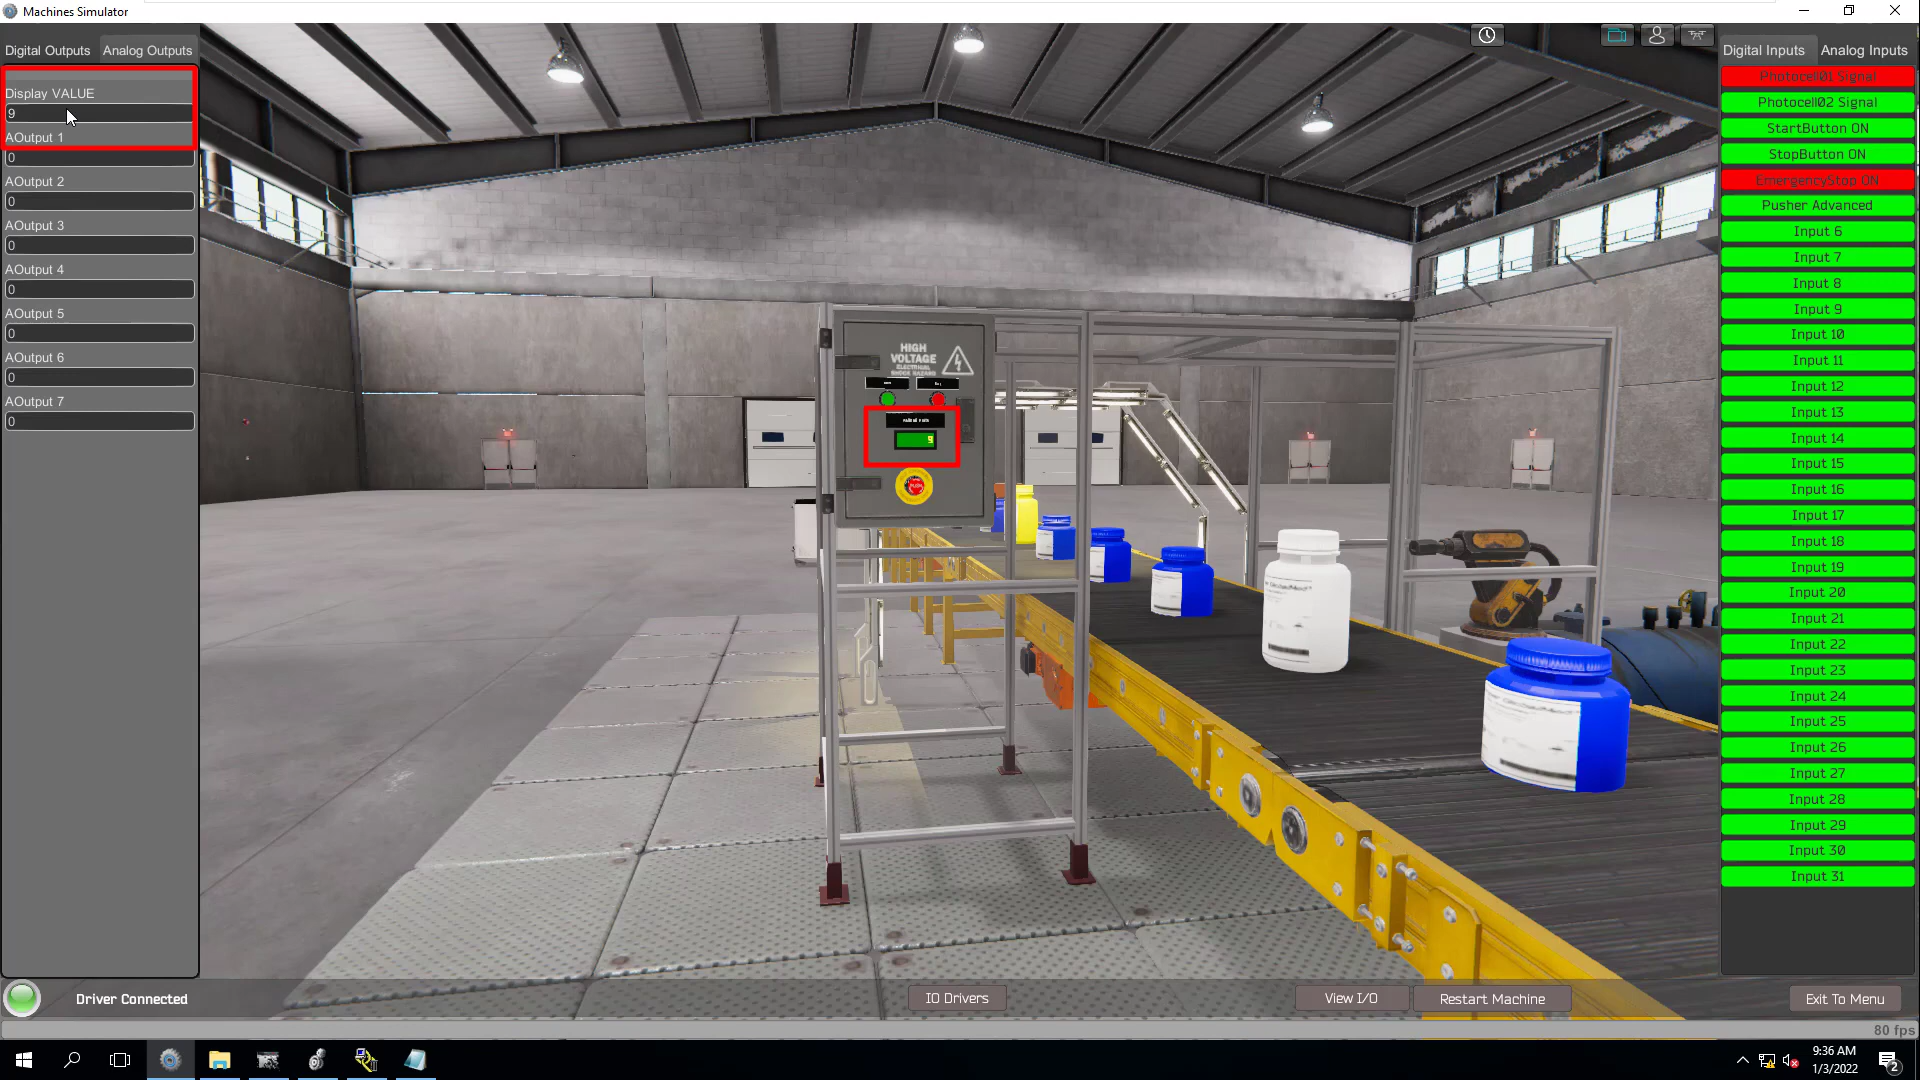 Machines Simulator
Digital Outputs
Analog Outputs
Display VALUE
9
AOutput 1
0
AOutput 2
0
AOutput 3
0
AOutput 4
0
AOutput 5
0
AOutput 6
0
AOutput 7
0
HIGH
VOLTAGE
ELECTRICAL
SHOCK HAZARD
9
Digital Inputs
Analog Inputs
Photocell01 Signal
Photocell02 Signal
StartButton ON
StopButton ON
EmergencyStop ON
Pusher Advanced
Input 6
Input 7
Input 8
Input 9
Input 10
Input 11
Input 12
Input 13
Input 14
Input 15
Input 16
Input 17
Input 18
Input 19
Input 20
Input 21
Input 22
Input 23
Input 24
Input 25
Input 26
Input 27
Input 28
Input 29
Input 30
Input 31
Driver Connected
IO Drivers
View I/O
Restart Machine
Exit To Menu
80 fps
9:36 AM
1/3/2022
2